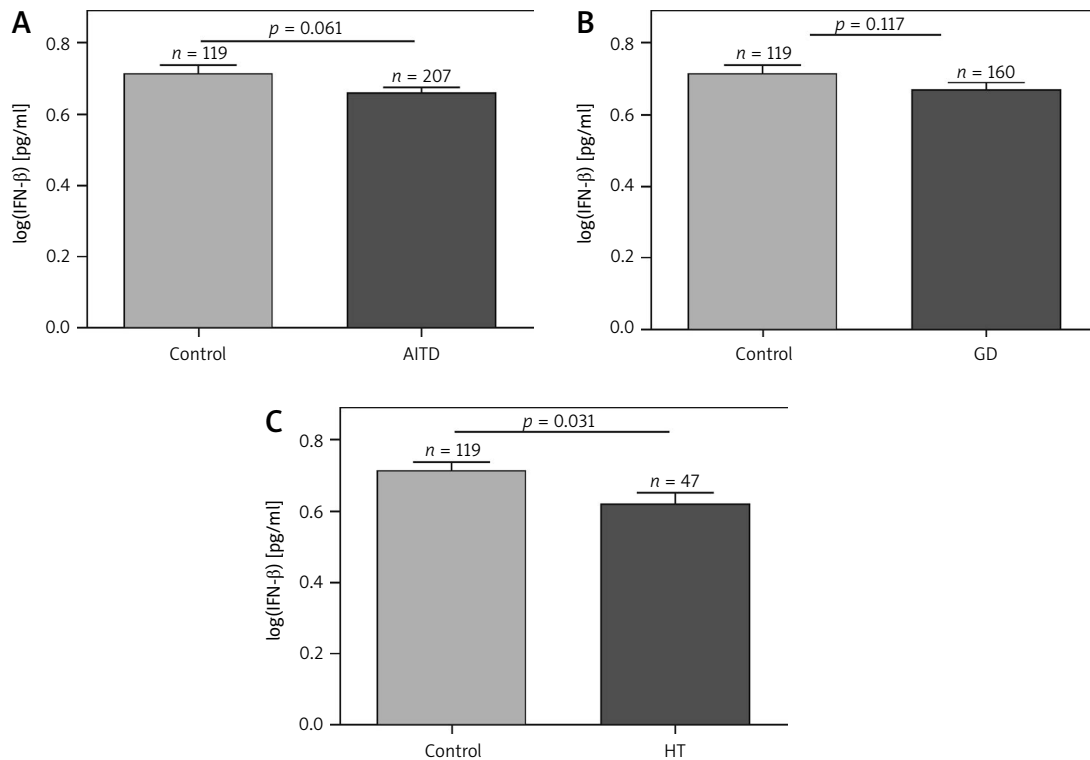 A
p = 0.061
n = 119
n = 207
log(IFN-β) [pg/ml]
0.8
0.6
0.4
0.2
0.0
Control
AITD
B
p = 0.117
n = 119
n = 160
log(IFN-β) [pg/ml]
0.8
0.6
0.4
0.2
0.0
Control
GD
C
p = 0.031
n = 119
n = 47
log(IFN-β) [pg/ml]
0.8
0.6
0.4
0.2
0.0
Control
HT